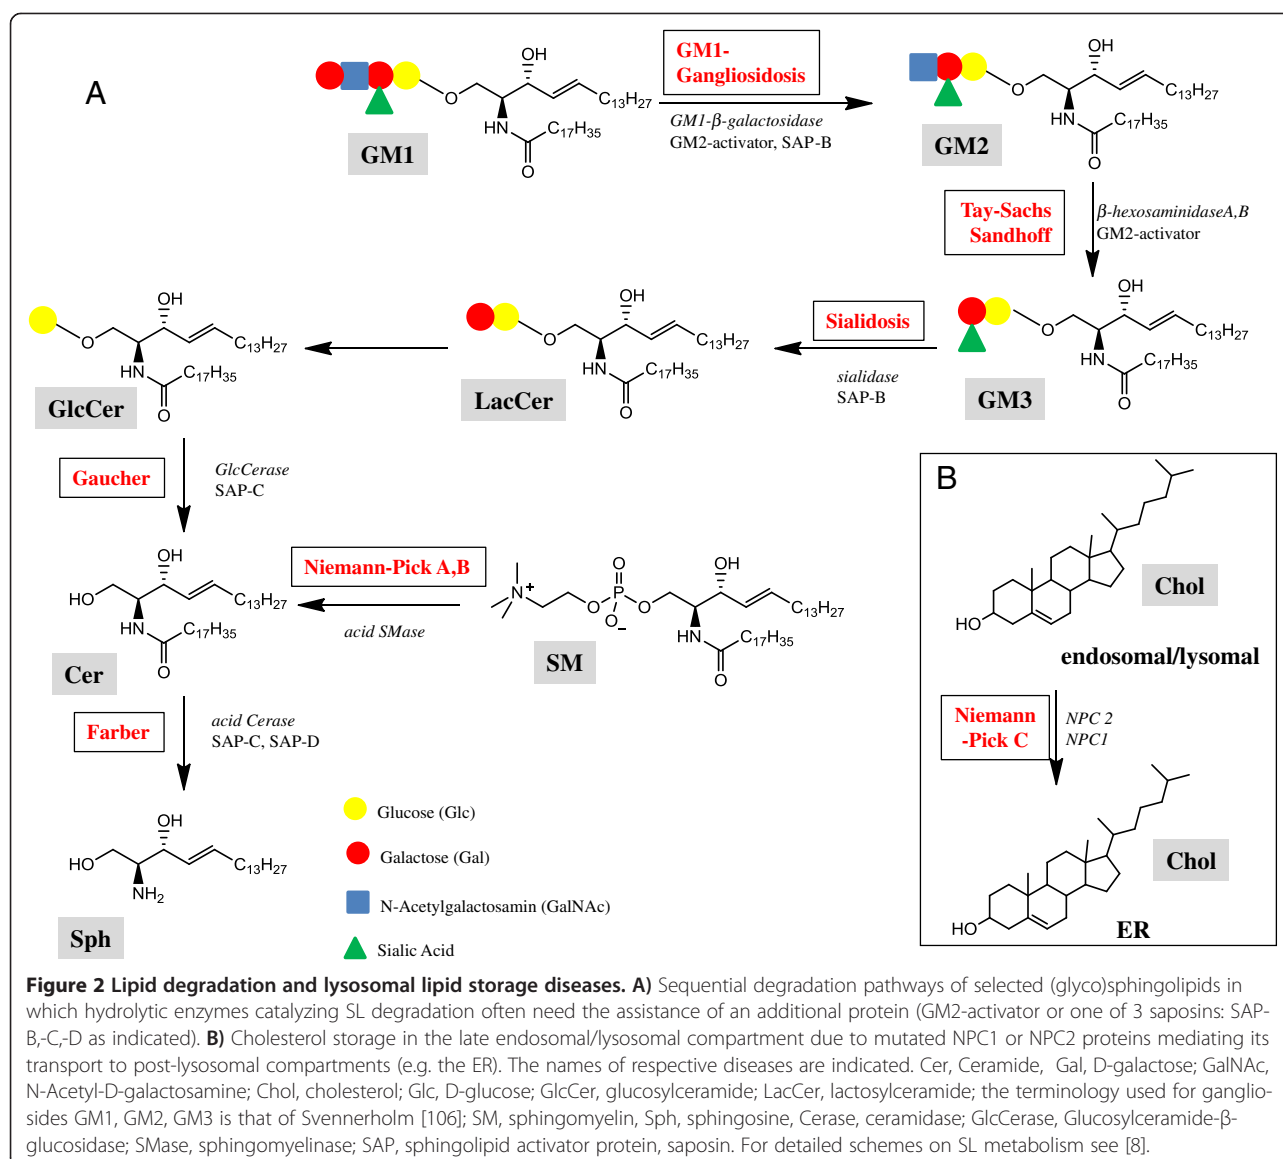 A
GM1
OH
O
C13H27
HN
C17H35
O
GM1-
Gangliosidosis
GM1-β-galactosidase
GM2-activator, SAP-B
GM2
OH
O
C13H27
HN
C17H35
O
Tay-Sachs
Sandhoff
β-hexosaminidaseA,B
GM2-activator
GM3
OH
O
C13H27
HN
C17H35
O
Sialidosis
sialidase
SAP-B
LacCer
OH
O
C13H27
HN
C17H35
O
GlcCer
OH
O
C13H27
HN
C17H35
O
Gaucher
GlcCerase
SAP-C
Cer
OH
HO
C13H27
HN
C17H35
O
Niemann-Pick A,B
acid SMase
SM
N+
O
P
O
O−
O
OH
C13H27
HN
C17H35
O
Farber
acid Cerase
SAP-C, SAP-D
Sph
OH
HO
C13H27
NH2
Glucose (Glc)
Galactose (Gal)
N-Acetylgalactosamin (GalNAc)
Sialic Acid
B
Chol
HO
endosomal/lysomal
Niemann
-Pick C
NPC 2
NPC1
Chol
HO
ER
Figure 2 Lipid degradation and lysosomal lipid storage diseases. A) Sequential degradation pathways of selected (glyco)sphingolipids in
which hydrolytic enzymes catalyzing SL degradation often need the assistance of an additional protein (GM2-activator or one of 3 saposins: SAP-
B,-C,-D as indicated). B) Cholesterol storage in the late endosomal/lysosomal compartment due to mutated NPC1 or NPC2 proteins mediating its
transport to post-lysosomal compartments (e.g. the ER). The names of respective diseases are indicated. Cer, Ceramide, Gal, D-galactose; GalNAc,
N-Acetyl-D-galactosamine; Chol, cholesterol; Glc, D-glucose; GlcCer, glucosylceramide; LacCer, lactosylceramide; the terminology used for ganglio-
sides GM1, GM2, GM3 is that of Svennerholm [106]; SM, sphingomyelin, Sph, sphingosine, Cerase, ceramidase; GlcCerase, Glucosylceramide-β-
glucosidase; SMase, sphingomyelinase; SAP, sphingolipid activator protein, saposin. For detailed schemes on SL metabolism see [8].